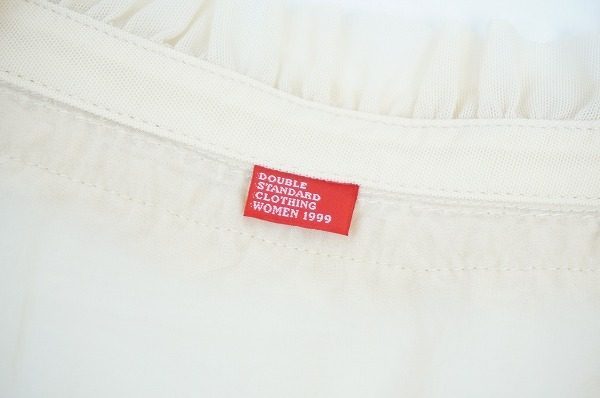 DOUBLE
STANDARD
CLOTHING
WOMEN 1999